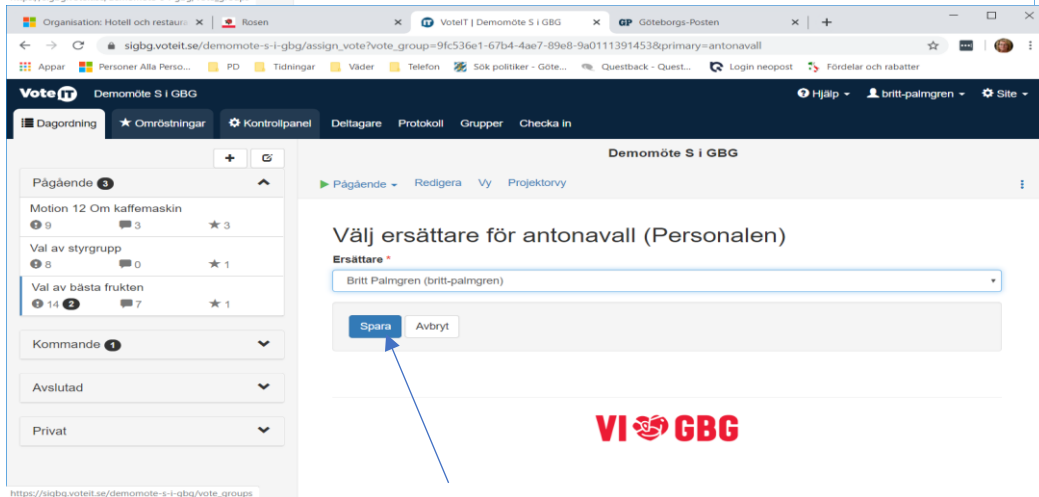 Organisation: Hotell och restaura
Rosen
VoteIT | Demomöte S i GBG
GP Göteborgs-Posten
sigbg.voteit.se/demomote-s-i-gbg/assign_vote?vote_group=9fc536e1-67b4-4ae7-89e8-9a0111391453&primary=antonavall
Appar Personer Alla Perso... PD Tidningar Väder Telefon Sök politiker - Göte... Questback - Quest... Login neopost Fördelar och rabatter
VoteIT Demomöte S i GBG Hjälp britt-palmgren Site
Dagordning Omröstningar Kontrollpanel Deltagare Protokoll Grupper Checka in
Demomöte S i GBG
Pågående 3
Pågående Redigera Vy Projektorvy
Motion 12 Om kaffemaskin
9 3 3
Val av styrgrupp
8 0 1
Val av bästa frukten
14 2 7 1
Kommande 1
Avslutad
Privat
Välj ersättare för antonavall (Personalen)
Ersättare *
Britt Palmgren (britt-palmgren)
Spara Avbryt
VI GBG
https://sigbg.voteit.se/demomote-s-i-gbg/vote_groups